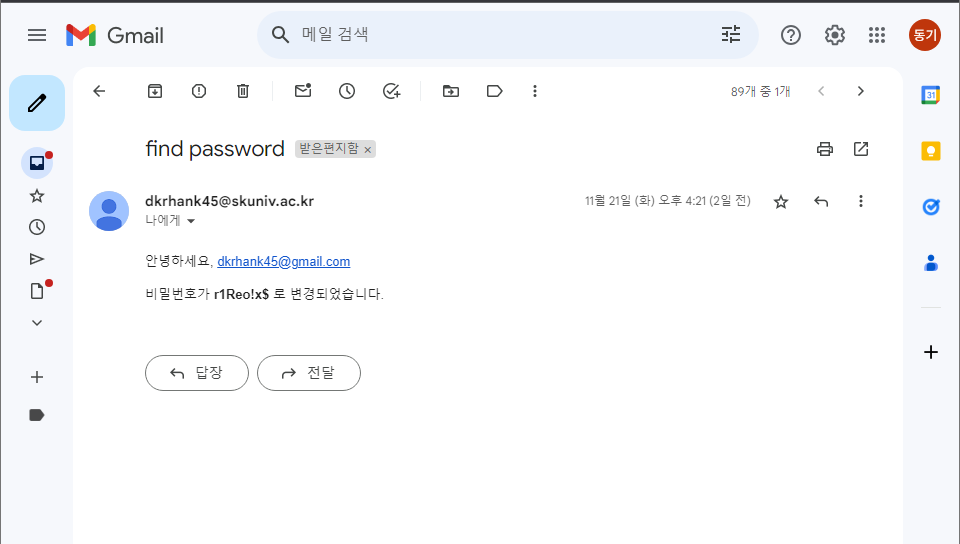 Gmail
메일 검색
동기
89개 중 1개
31
find password 받은편지함 ×
dkrhank45@skuniv.ac.kr
11월 21일 (화) 오후 4:21 (2일 전)
나에게
안녕하세요, dkrhank45@gmail.com
비밀번호가 r1Reo!x$ 로 변경되었습니다.
답장
전달